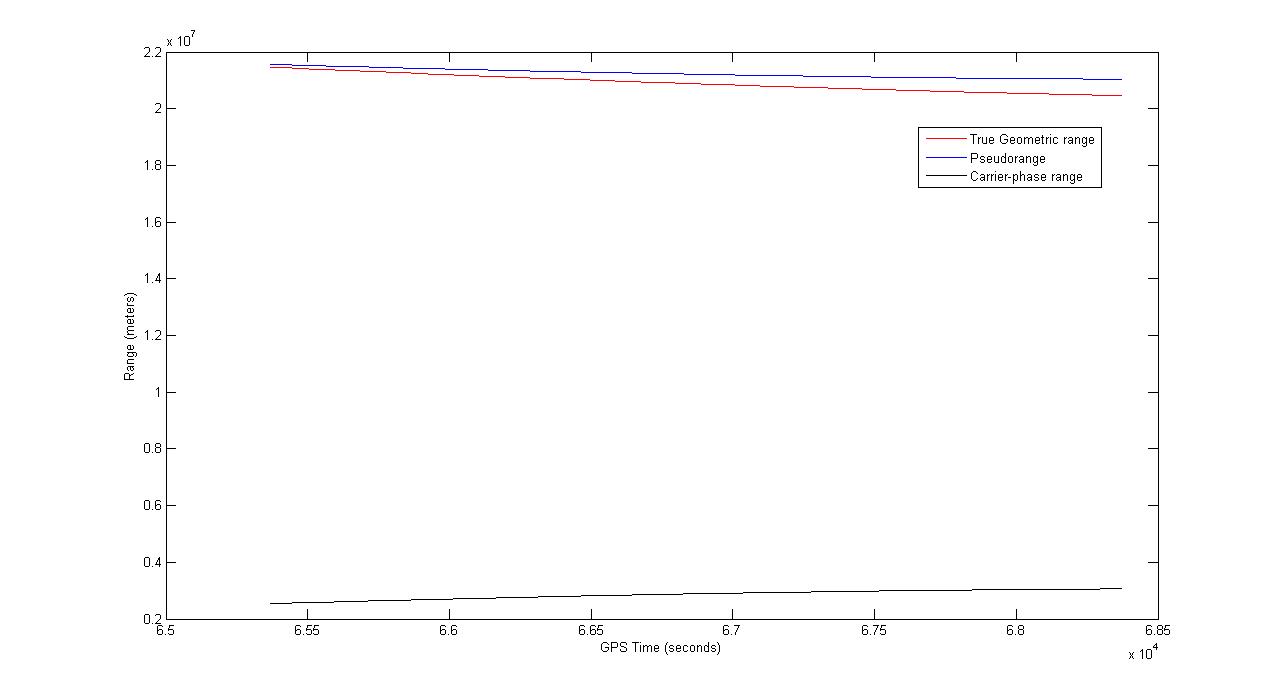 x 10^7
2.2
2
1.8
1.6
1.4
1.2
1
0.8
0.6
0.4
0.2
Range (meters)
True Geometric range
Pseudorange
Carrier-phase range
6.5 6.55 6.6 6.65 6.7 6.75 6.8 6.85
GPS Time (seconds)
x 10^4